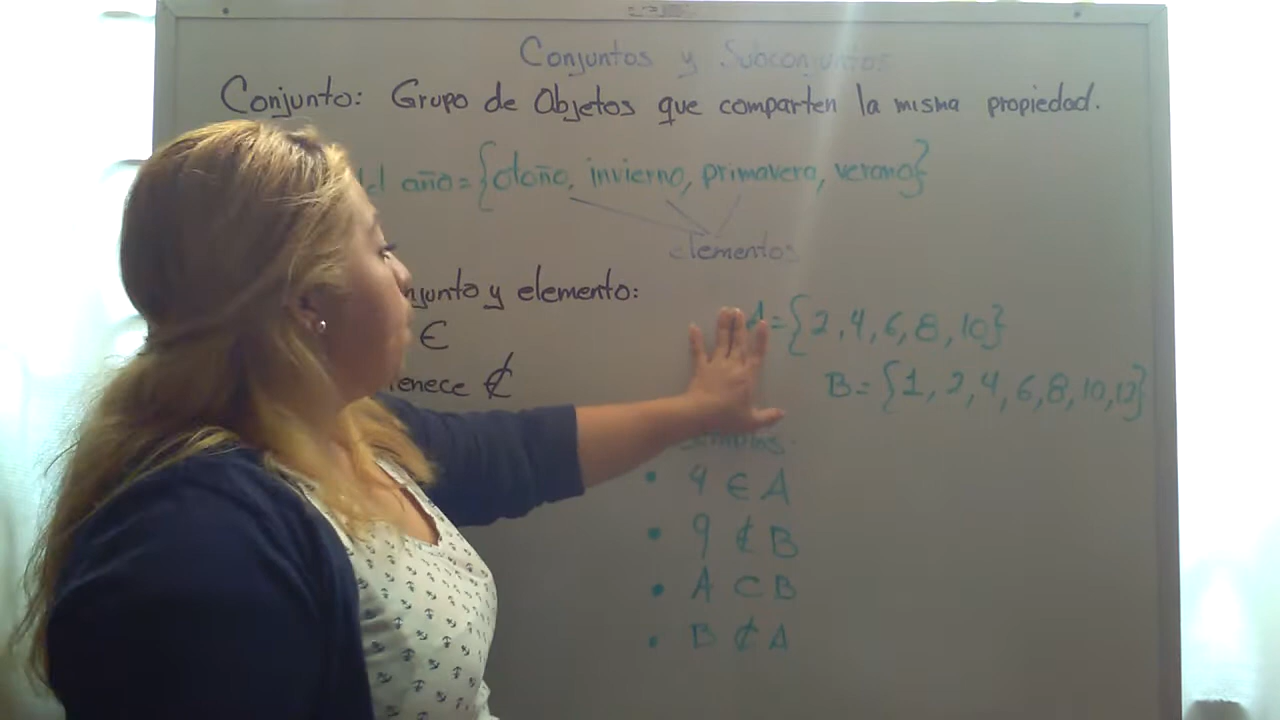 Conjuntos y Subconjuntos
Conjunto: Grupo de Objetos que comparten la misma propiedad.
del año = {otoño, invierno, primavera, verano}
elementos
njunto y elemento:
A = {2, 4, 6, 8, 10}
∈
B = {1, 2, 4, 6, 8, 10, 12}
enece ∉
• 4 ∈ A
• 9 ∉ B
• A ⊂ B
• B ⊄ A